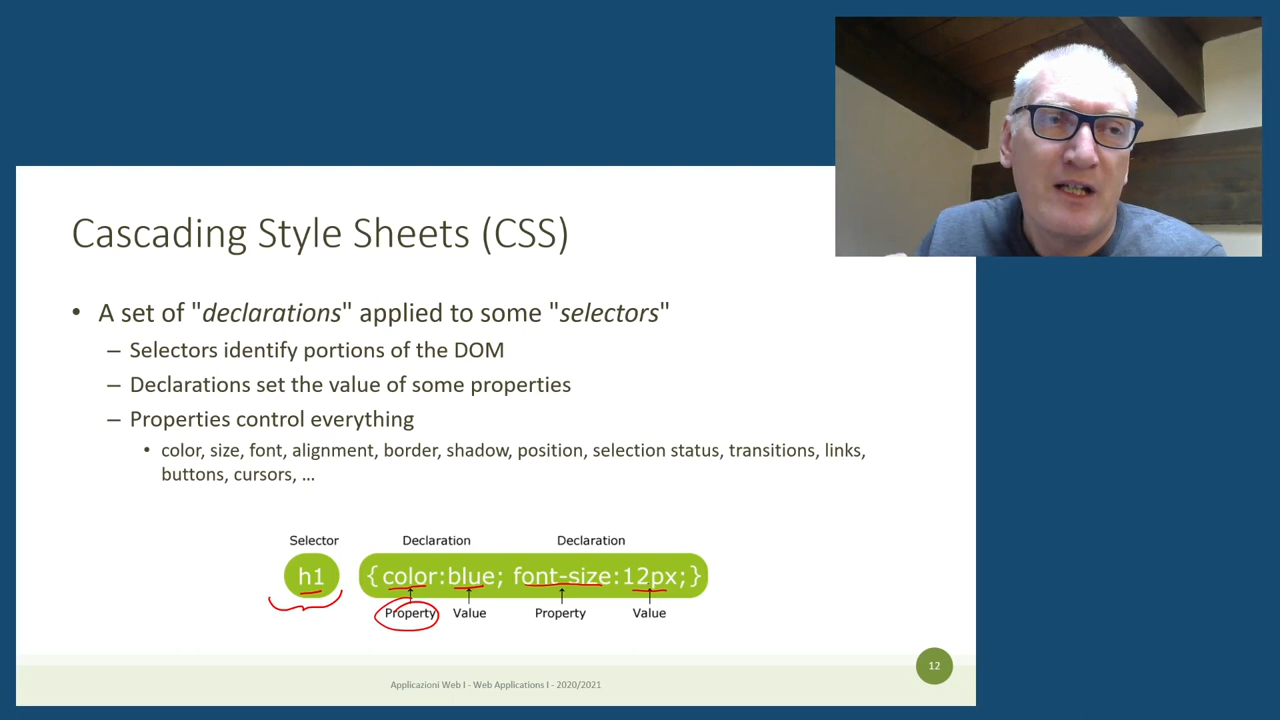 Cascading Style Sheets (CSS)
• A set of "declarations" applied to some "selectors"
– Selectors identify portions of the DOM
– Declarations set the value of some properties
– Properties control everything
• color, size, font, alignment, border, shadow, position, selection status, transitions, links,
buttons, cursors, …
Selector Declaration Declaration
h1 {color:blue; font-size:12px;}
Property Value Property Value
12
Applicazioni Web I - Web Applications I - 2020/2021